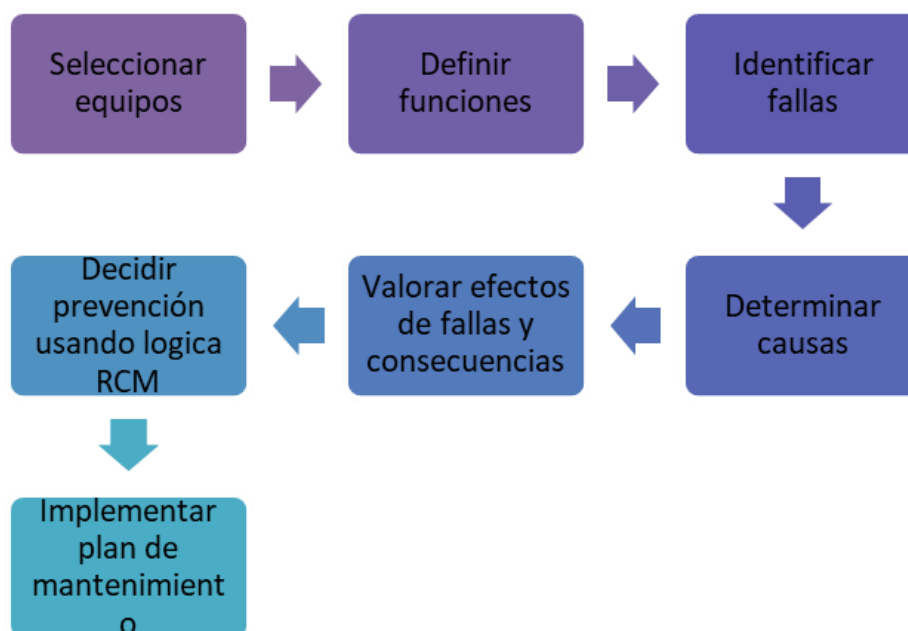 Seleccionar
equipos
Definir
funciones
Identificar
fallas
Determinar
causas
Valorar efectos
de fallas y
consecuencias
Decidir
prevención
usando logica
RCM
Implementar
plan de
mantenimient
o